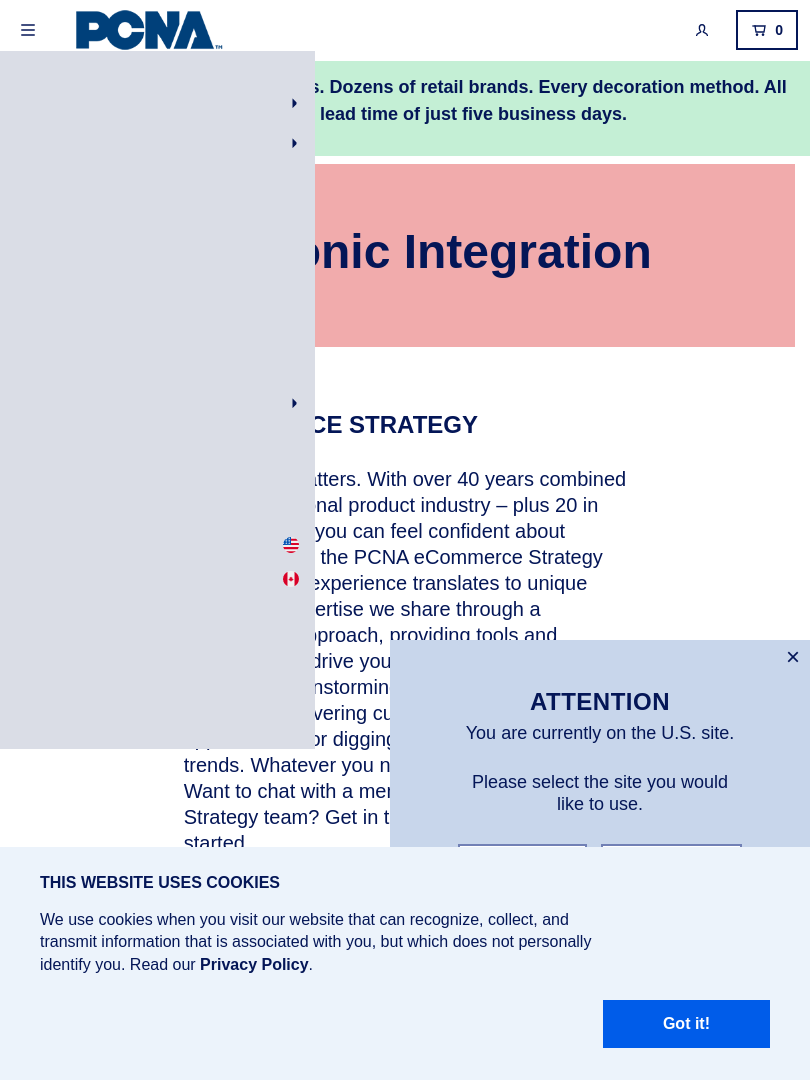 PCNA™
0
s. Dozens of retail brands. Every decoration method. All
lead time of just five business days.
onic Integration
CE STRATEGY
atters. With over 40 years combined
onal product industry – plus 20 in
you can feel confident about
the PCNA eCommerce Strategy
experience translates to unique
ertise we share through a
pproach, providing tools and
drive you
nstorming
vering cu
or digging
trends. Whatever you n
Want to chat with a mem
Strategy team? Get in t
started
×
ATTENTION
You are currently on the U.S. site.
Please select the site you would
like to use.
THIS WEBSITE USES COOKIES
We use cookies when you visit our website that can recognize, collect, and
transmit information that is associated with you, but which does not personally
identify you. Read our Privacy Policy.
Got it!